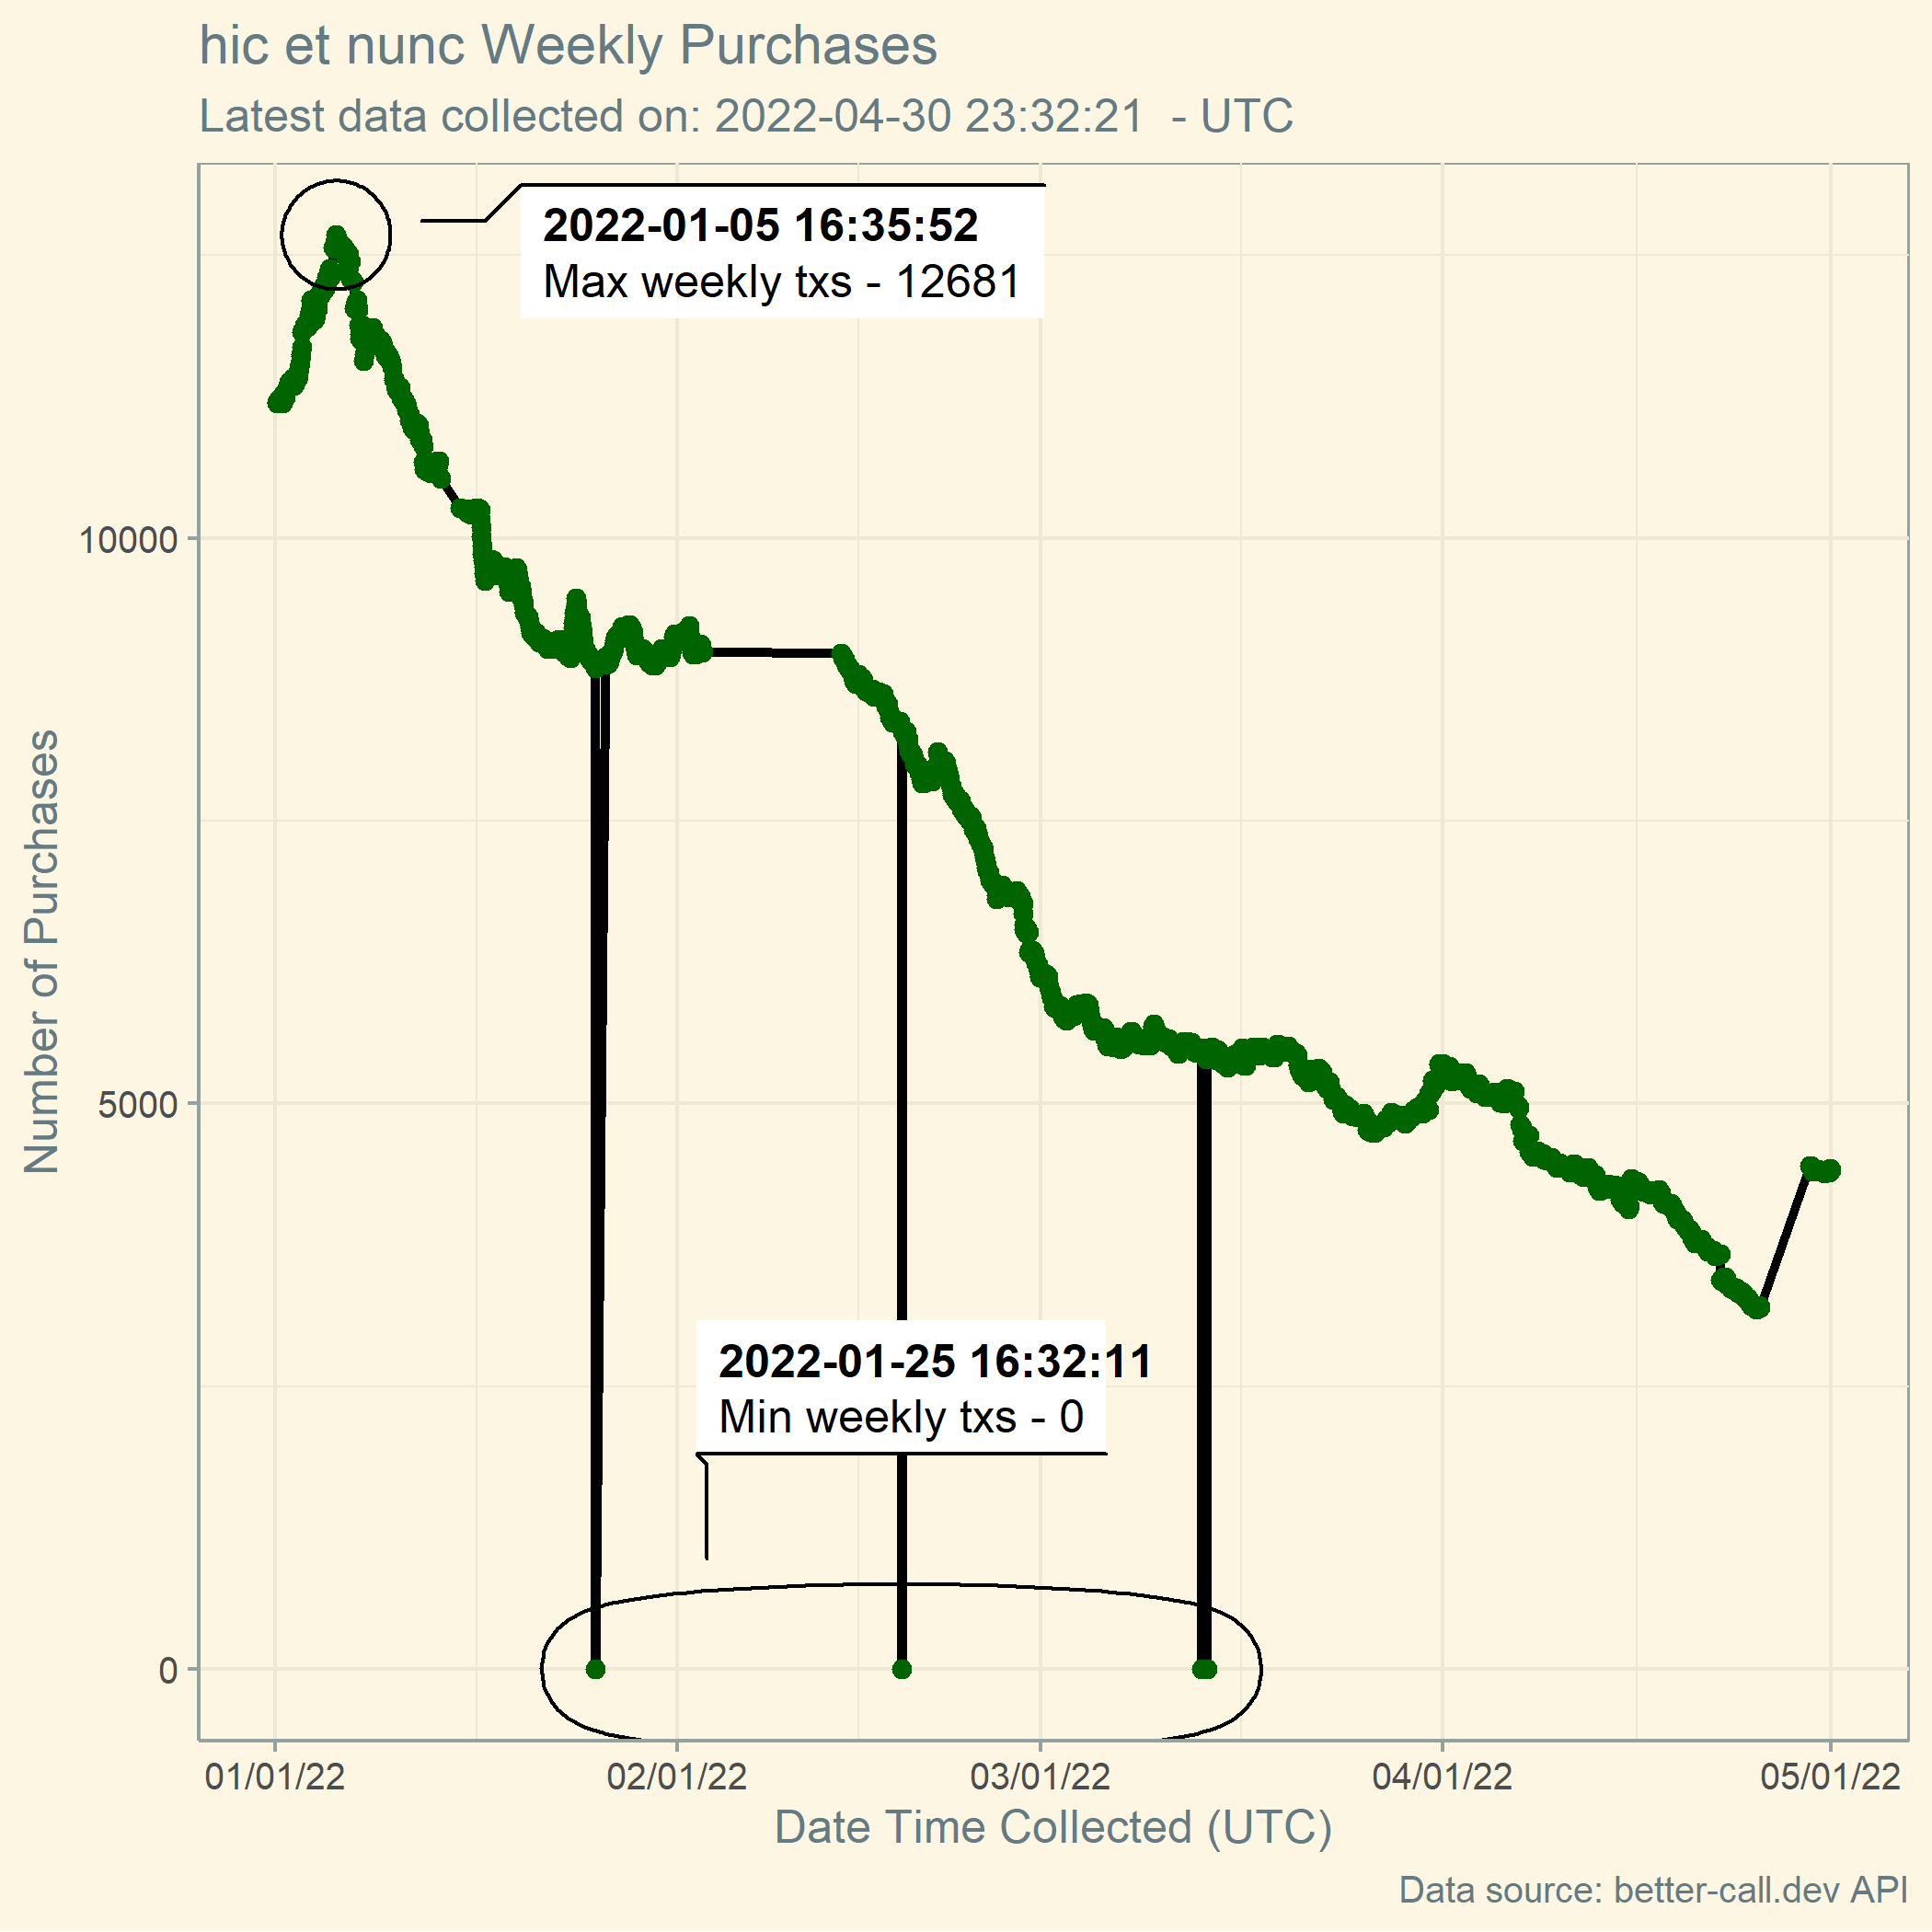 hic et nunc Weekly Purchases
Latest data collected on: 2022-04-30 23:32:21  - UTC
2022-01-05 16:35:52
Max weekly txs - 12681
10000
5000
0
Number of Purchases
2022-01-25 16:32:11
Min weekly txs - 0
01/01/22 02/01/22 03/01/22 04/01/22 05/01/22
Date Time Collected (UTC)
Data source: better-call.dev API